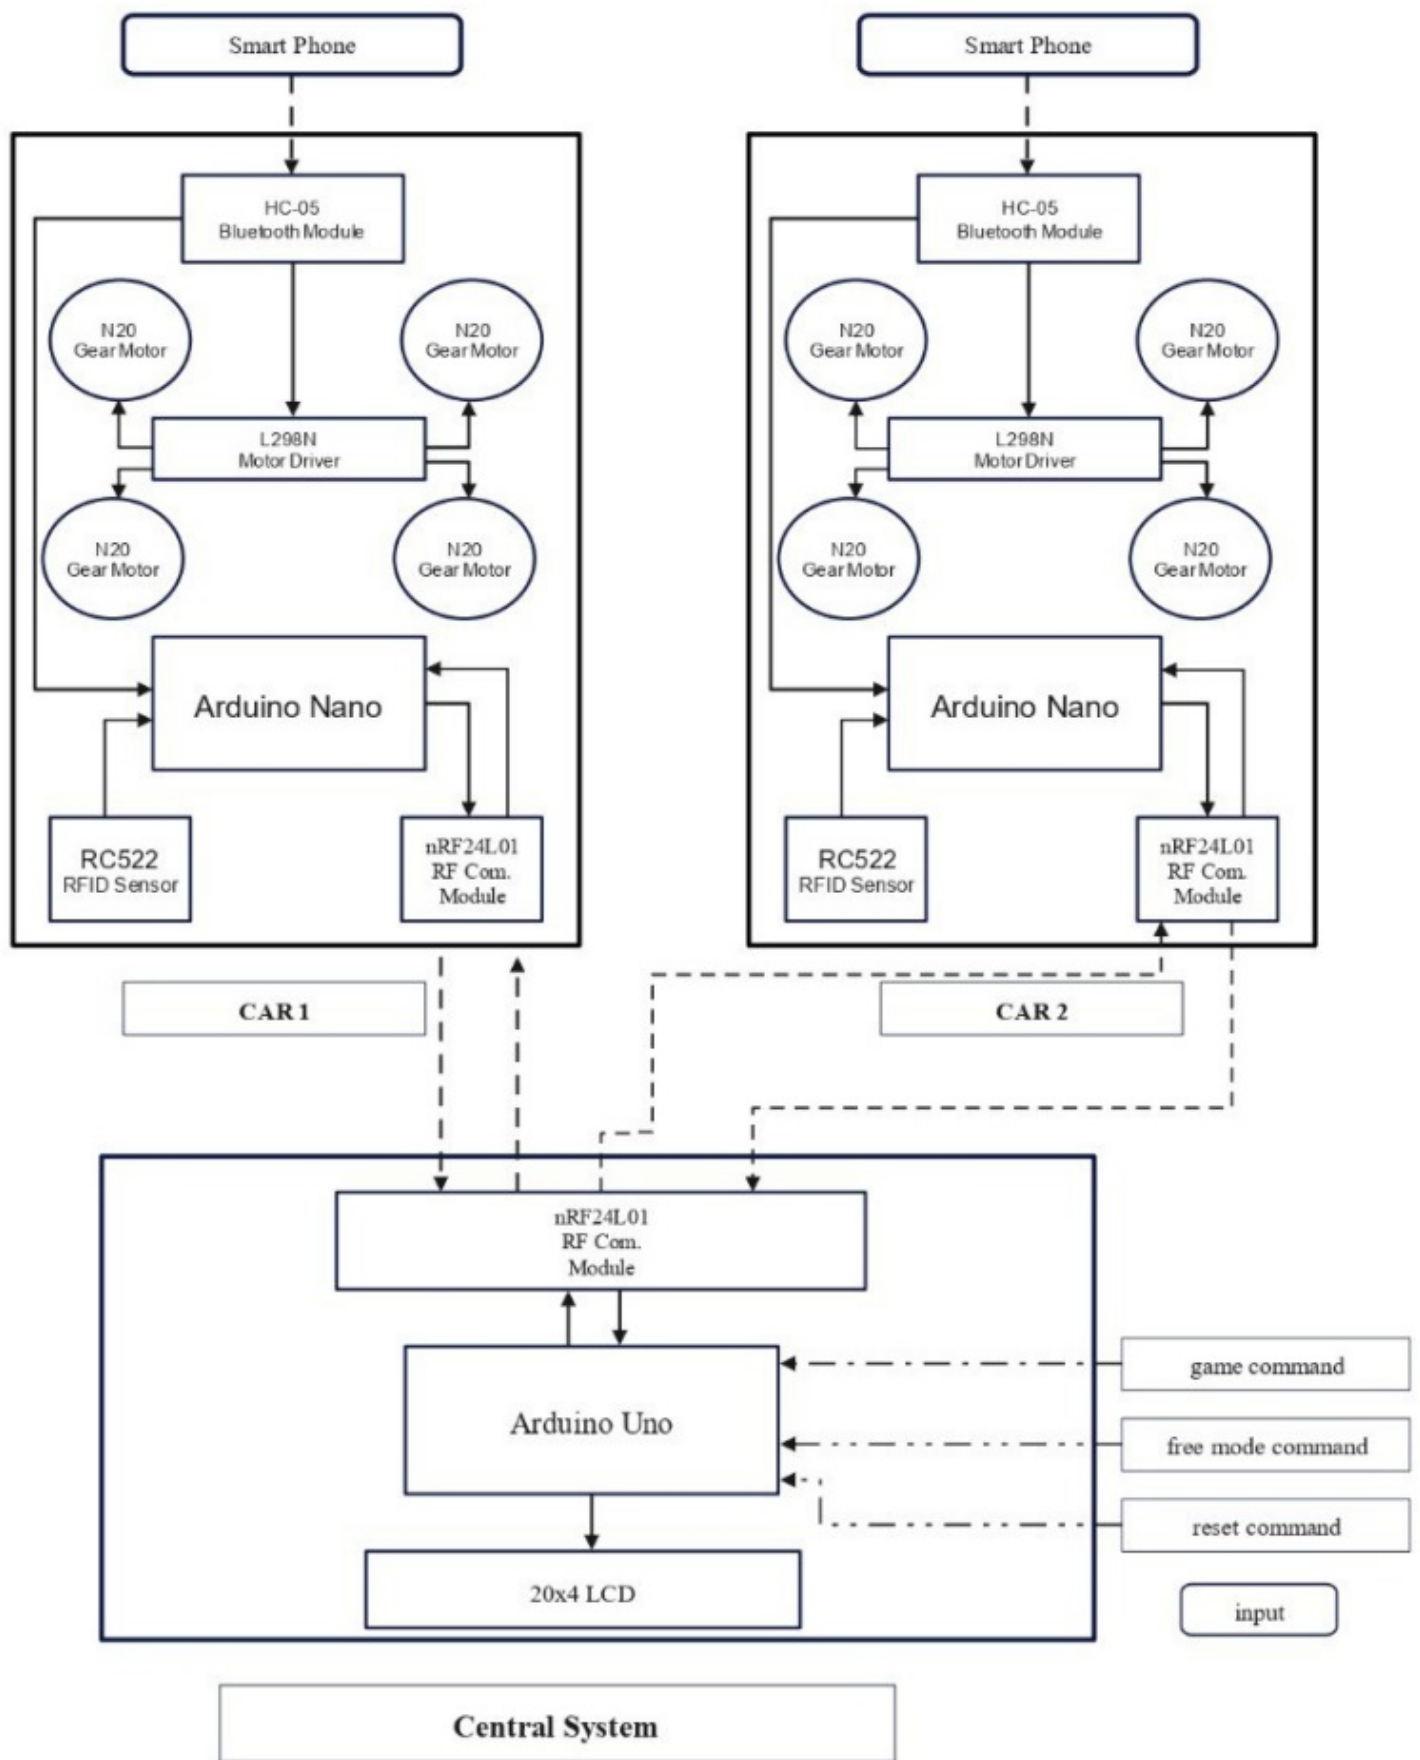 Smart Phone
Smart Phone
HC-05
Bluetooth Module
N20
Gear Motor
N20
Gear Motor
L298N
Motor Driver
N20
Gear Motor
N20
Gear Motor
Arduino Nano
RC522
RFID Sensor
nRF24L01
RF Com.
Module
CAR 1
HC-05
Bluetooth Module
N20
Gear Motor
N20
Gear Motor
L298N
Motor Driver
N20
Gear Motor
N20
Gear Motor
Arduino Nano
RC522
RFID Sensor
nRF24L01
RF Com.
Module
CAR 2
nRF24L01
RF Com.
Module
Arduino Uno
20x4 LCD
game command
free mode command
reset command
input
Central System